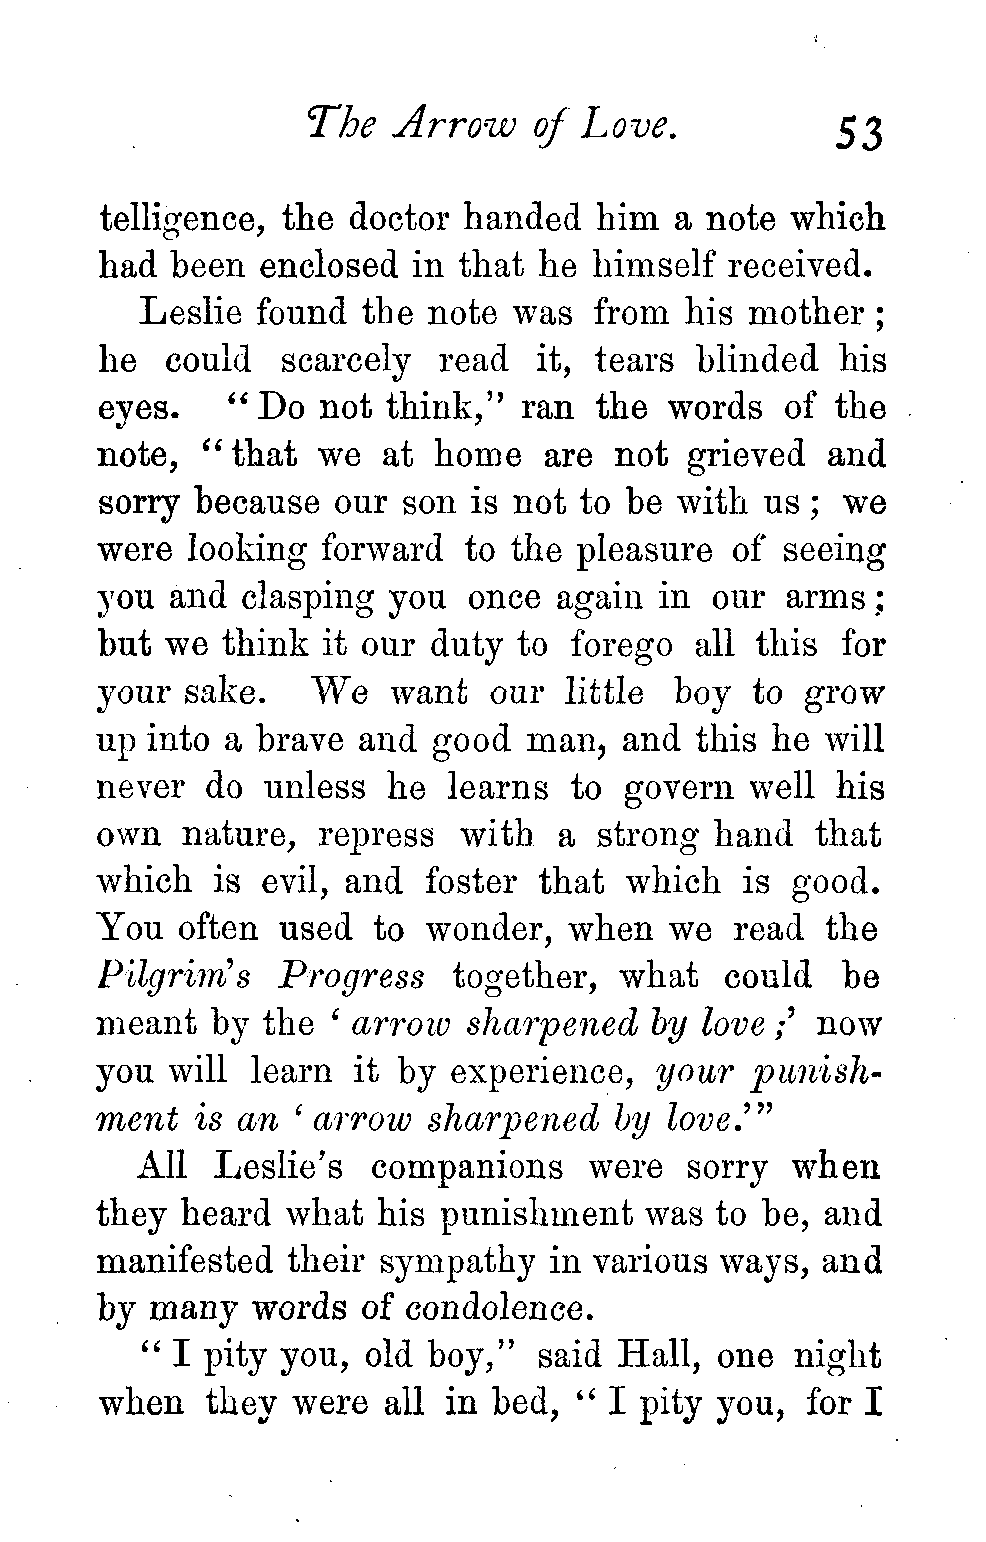 The Arrow of Love. 53
telligence, the doctor handed him a note which
had been enclosed in that he himself received.
Leslie found the note was from his mother ;
he could scarcely read it, tears blinded his
eyes. “ Do not think,” ran the words of the
note, “ that we at home are not grieved and
sorry because our son is not to be with us ; we
were looking forward to the pleasure of seeing
you and clasping you once again in our arms ;
but we think it our duty to forego all this for
your sake. We want our little boy to grow
up into a brave and good man, and this he will
never do unless he learns to govern well his
own nature, repress with a strong hand that
which is evil, and foster that which is good.
You often used to wonder, when we read the
Pilgrim's Progress together, what could be
meant by the ‘ arrow sharpened by love ;’ now
you will learn it by experience, your punish-
ment is an ‘ arrow sharpened by love.’”
All Leslie's companions were sorry when
they heard what his punishment was to be, and
manifested their sympathy in various ways, and
by many words of condolence.
“ I pity you, old boy,” said Hall, one night
when they were all in bed, “ I pity you, for I